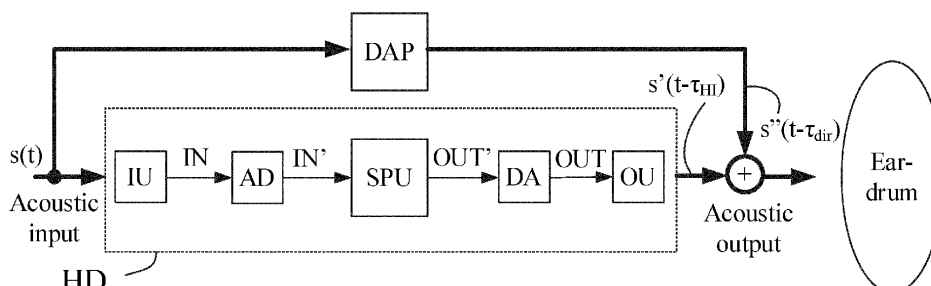 DAP
s'(t-τHI)
s''(t-τdir)
s(t)
IU
IN
AD
IN'
SPU
OUT'
DA
OUT
OU
+
Ear-
drum
Acoustic
input
Acoustic
output
HD